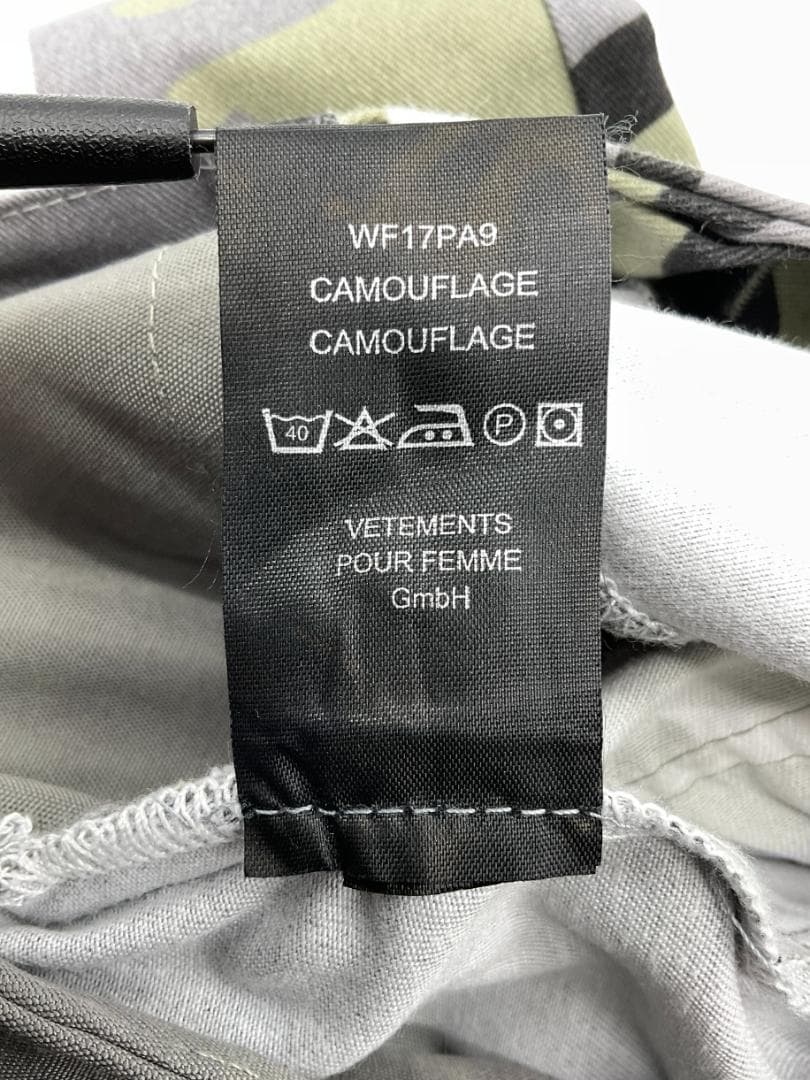 WF17PA9
CAMOUFLAGE
CAMOUFLAGE
40 P
VETEMENTS
POUR FEMME
GmbH